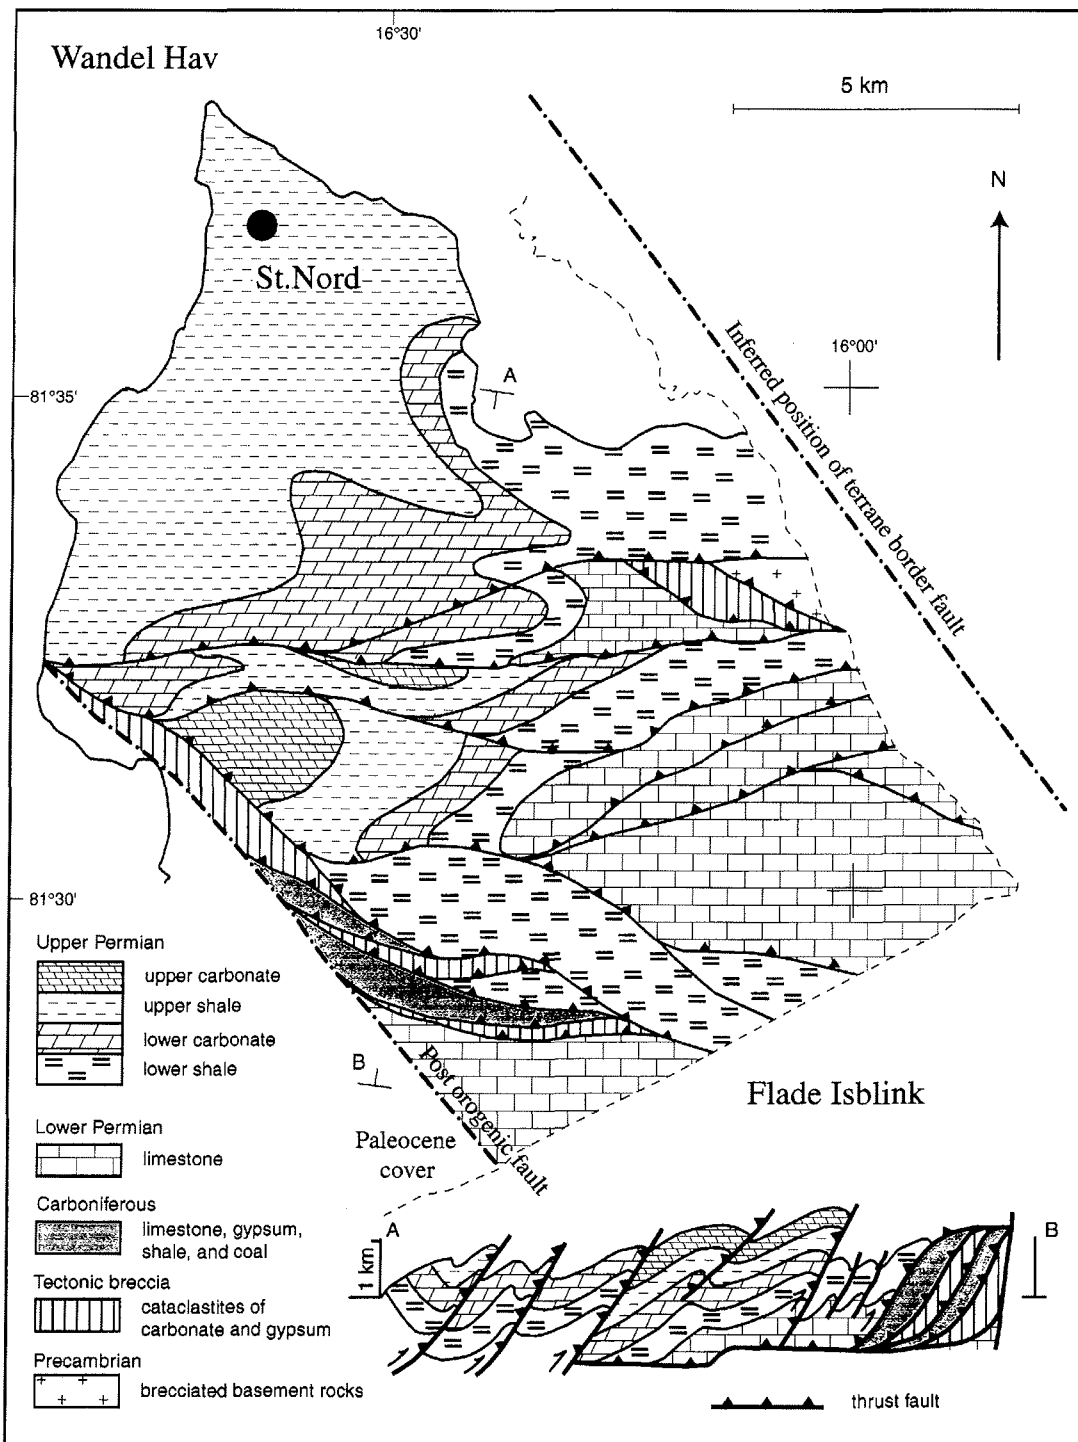 16°30'
Wandel Hav
5 km
N
St.Nord
Inferred position of terrane border fault
16°00'
A
81°35'
81°30'
Upper Permian
upper carbonate
upper shale
lower carbonate
lower shale
B
Post orogenic fault
Flade Isblink
Lower Permian
limestone
Paleocene
cover
Carboniferous
limestone, gypsum,
shale, and coal
A
B
1 km
Tectonic breccia
cataclastites of
carbonate and gypsum
Precambrian
brecciated basement rocks
thrust fault